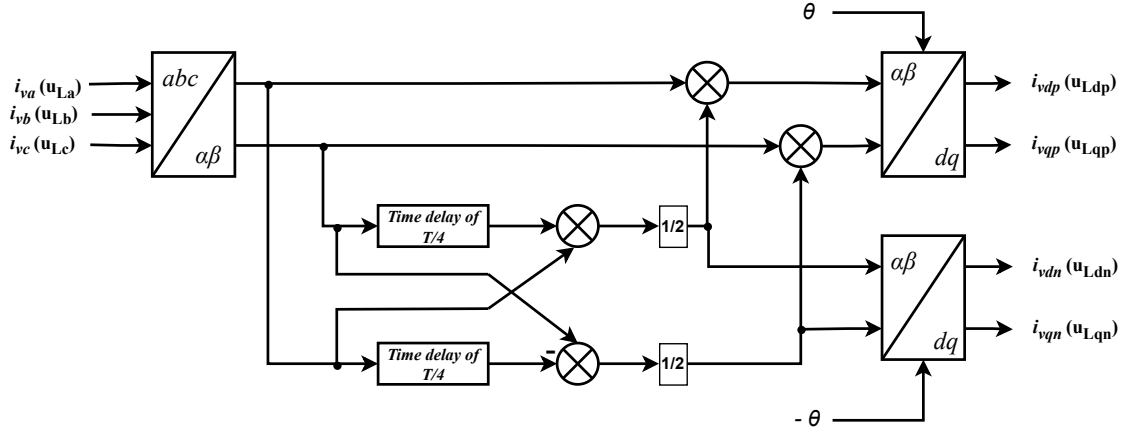 θ
i_va (u_La)
i_vb (u_Lb)
i_vc (u_Lc)
abc
αβ
αβ
dq
i_vdp (u_Ldp)
i_vqp (u_Lqp)
Time delay of
T/4
1/2
αβ
dq
i_vdn (u_Ldn)
i_vqn (u_Lqn)
-
Time delay of
T/4
1/2
- θ